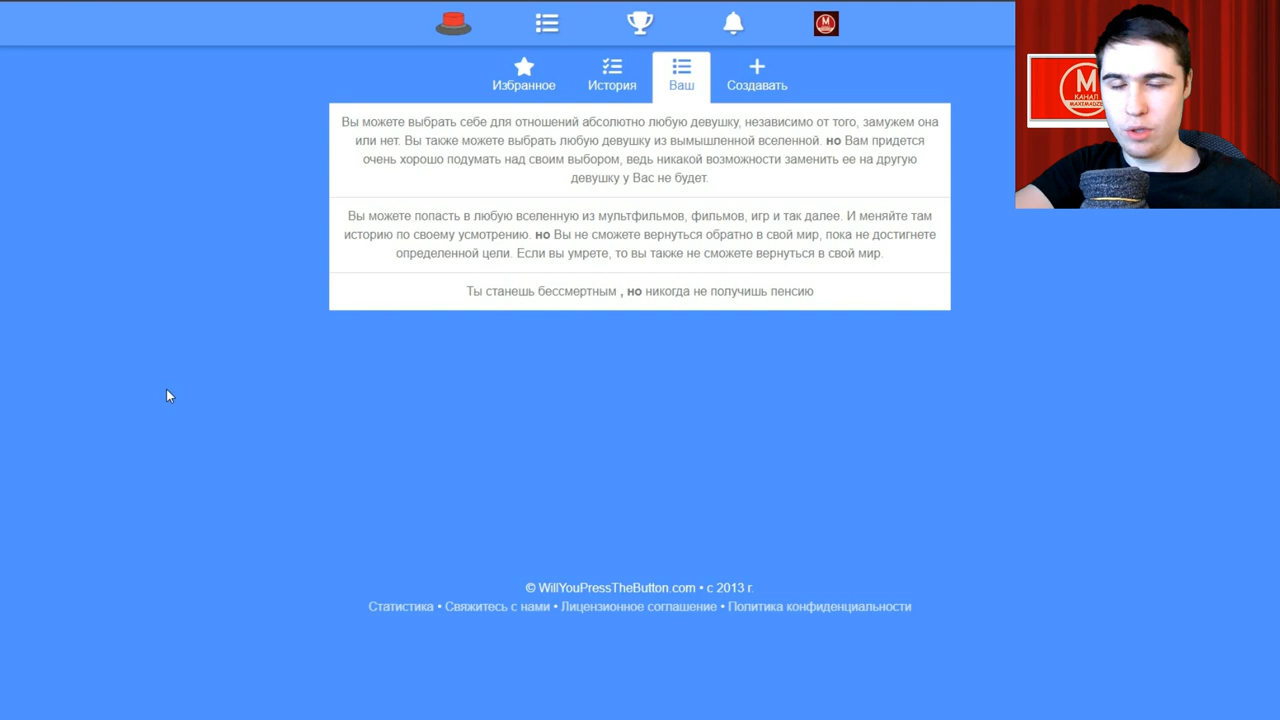 Избранное
История
Ваш
Создавать
Вы можете выбрать себе для отношений абсолютно любую девушку, независимо от того, замужем она
или нет. Вы также можете выбрать любую девушку из вымышленной вселенной. но Вам придется
очень хорошо подумать над своим выбором, ведь никакой возможности заменить ее на другую
девушку у Вас не будет.
Вы можете попасть в любую вселенную из мультфильмов, фильмов, игр и так далее. И меняйте там
историю по своему усмотрению. но Вы не сможете вернуться обратно в свой мир, пока не достигнете
определенной цели. Если вы умрете, то вы также не сможете вернуться в свой мир.
Ты станешь бессмертным , но никогда не получишь пенсию
© WillYouPressTheButton.com • с 2013 г.
Статистика • Свяжитесь с нами • Лицензионное соглашение • Политика конфиденциальности
М
М
КАНАЛ